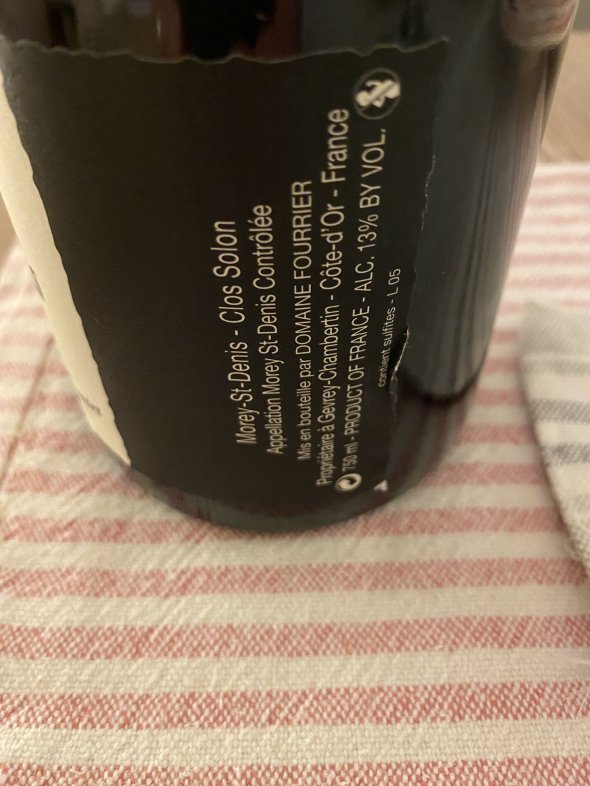 Morey-St-Denis - Clos Solon
Appellation Morey St-Denis Contrôlée
Mis en bouteille par DOMAINE FOURRIER
Propriétaire à Gevrey-Chambertin - Côte-d'Or - France
750 ml - PRODUCT OF FRANCE - ALC. 13% BY VOL.
contient sulfites - L 05